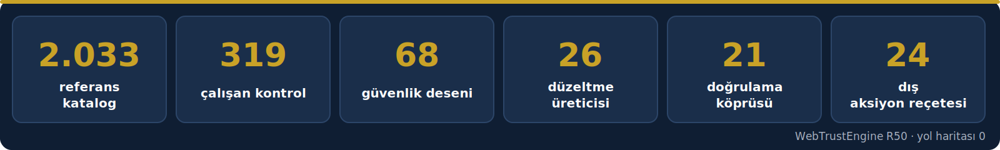 2.033
referans
katalog
319
çalışan kontrol
68
güvenlik deseni
26
düzeltme
üreticisi
21
doğrulama
köprüsü
24
dış
aksiyon reçetesi
WebTrustEngine R50 · yol haritası 0